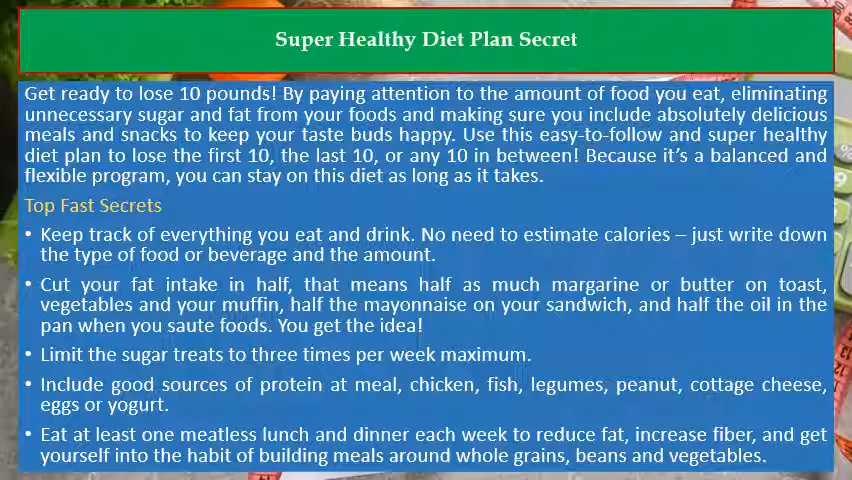 Super Healthy Diet Plan Secret
Get ready to lose 10 pounds! By paying attention to the amount of food you eat, eliminating
unnecessary sugar and fat from your foods and making sure you include absolutely delicious
meals and snacks to keep your taste buds happy. Use this easy-to-follow and super healthy
diet plan to lose the first 10, the last 10, or any 10 in between! Because it’s a balanced and
flexible program, you can stay on this diet as long as it takes.
Top Fast Secrets
• Keep track of everything you eat and drink. No need to estimate calories – just write down
the type of food or beverage and the amount.
• Cut your fat intake in half, that means half as much margarine or butter on toast,
vegetables and your muffin, half the mayonnaise on your sandwich, and half the oil in the
pan when you saute foods. You get the idea!
• Limit the sugar treats to three times per week maximum.
• Include good sources of protein at meal, chicken, fish, legumes, peanut, cottage cheese,
eggs or yogurt.
• Eat at least one meatless lunch and dinner each week to reduce fat, increase fiber, and get
yourself into the habit of building meals around whole grains, beans and vegetables.